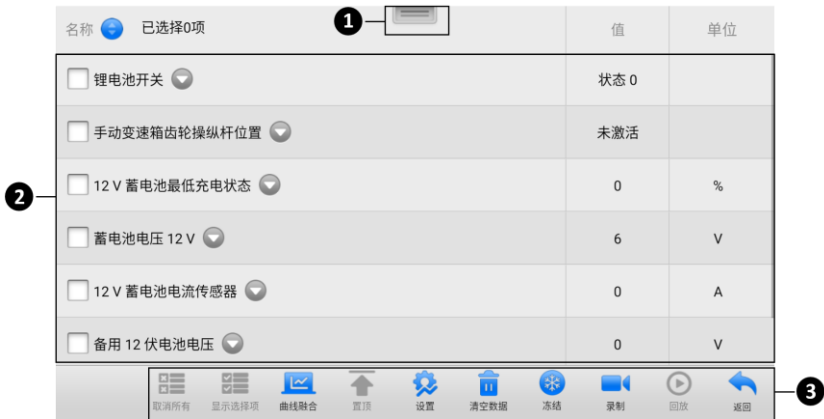 名称 已选择0项 1 值 单位
锂电池开关 状态 0
手动变速箱齿轮操纵杆位置 未激活
2 12 V 蓄电池最低充电状态 0 %
蓄电池电压 12 V 6 V
12 V 蓄电池电流传感器 0 A
备用 12 伏电池电压 0 V
取消所有 显示选择项 曲线融合 置顶 设置 清空数据 冻结 录制 回放 返回 3